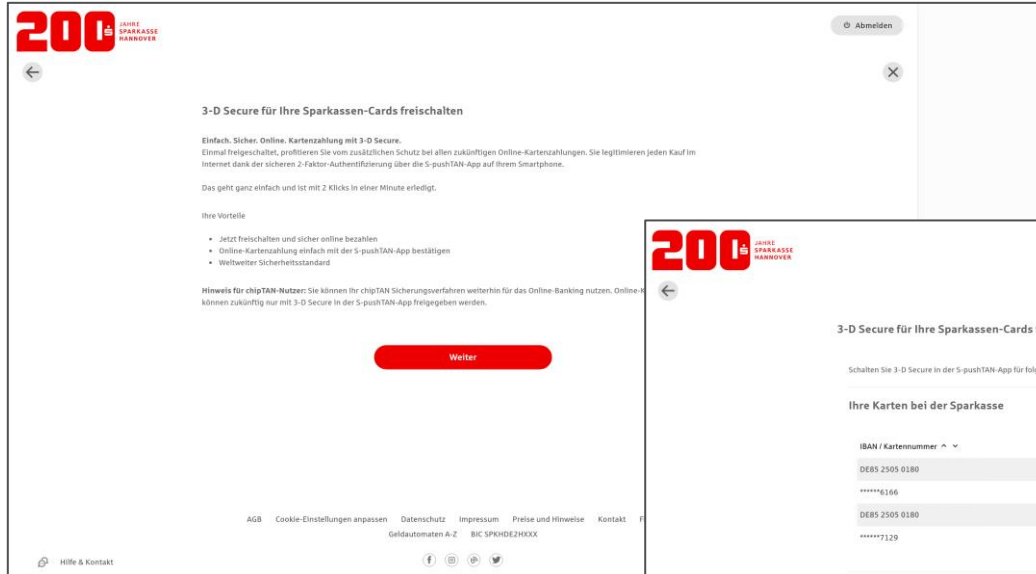 200 JAHRE
SPARKASSE
HANNOVER
Abmelden
3-D Secure für Ihre Sparkassen-Cards freischalten
Einfach. Sicher. Online. Kartenzahlung mit 3-D Secure.
Einmal freigeschaltet, profitieren Sie vom zusätzlichen Schutz bei allen zukünftigen Online-Kartenzahlungen. Sie legitimieren jeden Kauf im
Internet dank der sicheren 2-Faktor-Authentifizierung über die S-pushTAN-App auf Ihrem Smartphone.
Das geht ganz einfach und ist mit 2 Klicks in einer Minute erledigt.
Ihre Vorteile
• Jetzt freischalten und sicher online bezahlen
• Online-Kartenzahlung einfach mit der S-pushTAN-App bestätigen
• Weltweiter Sicherheitsstandard
Hinweis für chipTAN-Nutzer: Sie können Ihr chipTAN Sicherungsverfahren weiterhin für das Online-Banking nutzen. Online-K
können zukünftig nur mit 3-D Secure in der S-pushTAN-App freigegeben werden.
Weiter
AGB Cookie-Einstellungen anpassen Datenschutz Impressum Preise und Hinweise Kontakt F
Geldautomaten A-Z BIC SPKHDE2HXXX
Hilfe & Kontakt
200 JAHRE
SPARKASSE
HANNOVER
3-D Secure für Ihre Sparkassen-Cards
Schalten Sie 3-D Secure in der S-pushTAN-App für folg
Ihre Karten bei der Sparkasse
IBAN / Kartennummer
DE85 2505 0180
******6166
DE85 2505 0180
******7129